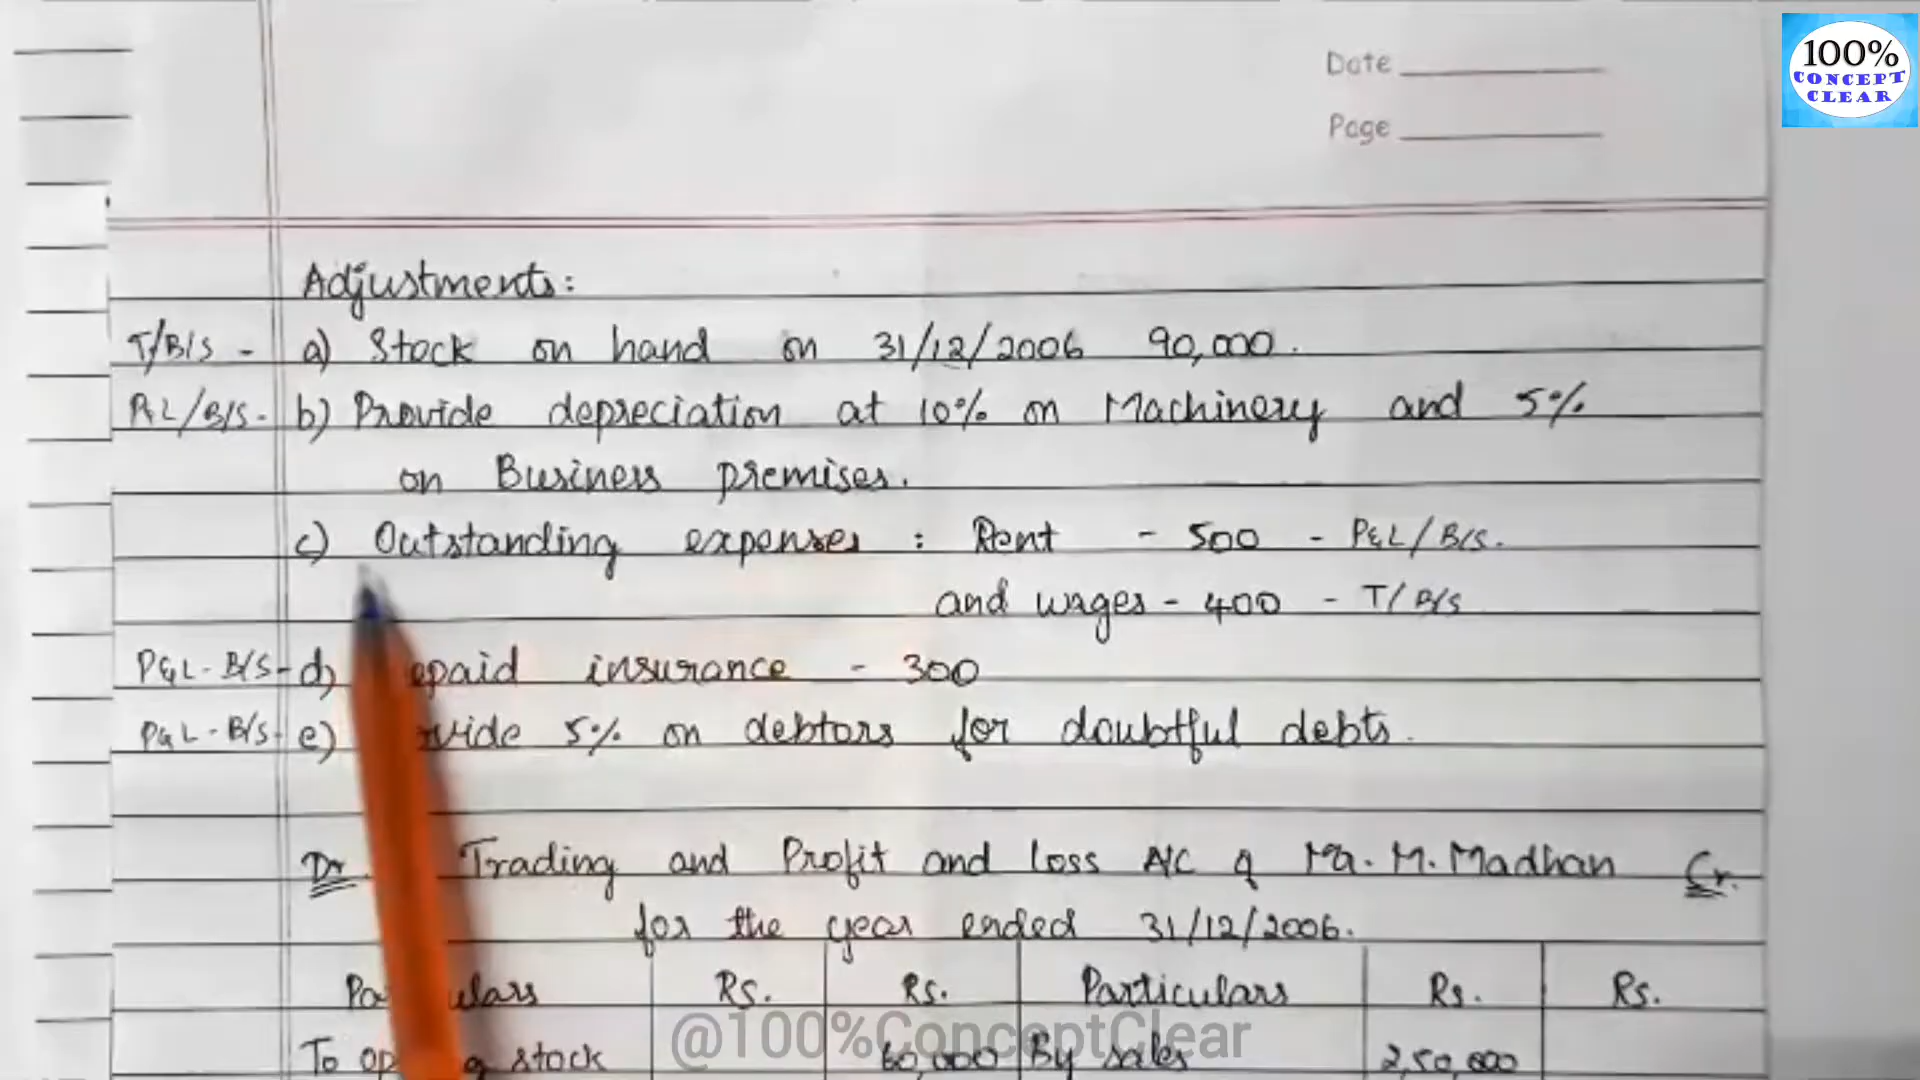 Date
Page
100%
CONCEPT
CLEAR
Adjustments:
T/B/S - a) Stock on hand on 31/12/2006 90,000.
P&L/B/S - b) Provide depreciation at 10% on Machinery and 5%
on Business premises.
c) Outstanding expenses : Rent - 500 - P&L/B/S.
and wages - 400 - T/B/S
P&L - B/S - d) epaid insurance - 300
P&L - B/S - e) vide 5% on debtors for doubtful debts.
Dr Trading and Profit and loss A/C of Mr. M. Madhan Cr.
for the year ended 31/12/2006.
Pa ulars Rs. Rs. Particulars Rs. Rs.
To op g stock 60,000 By sales 2,50,000
@100%ConceptClear